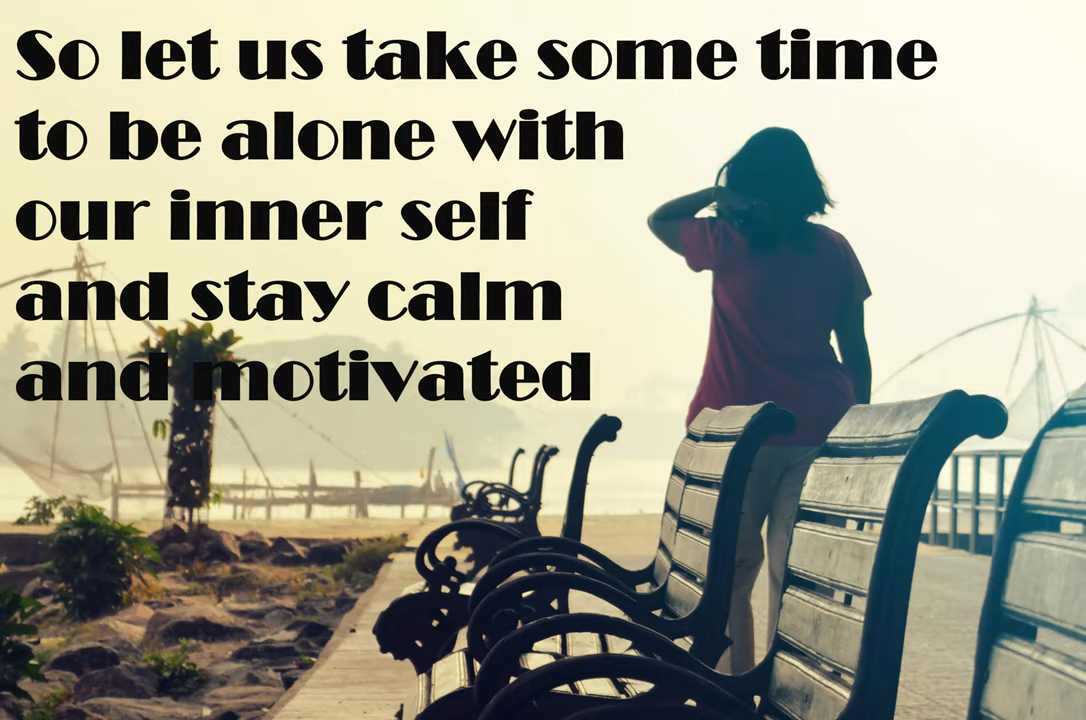 So let us take some time
to be alone with
our inner self
and stay calm
and motivated